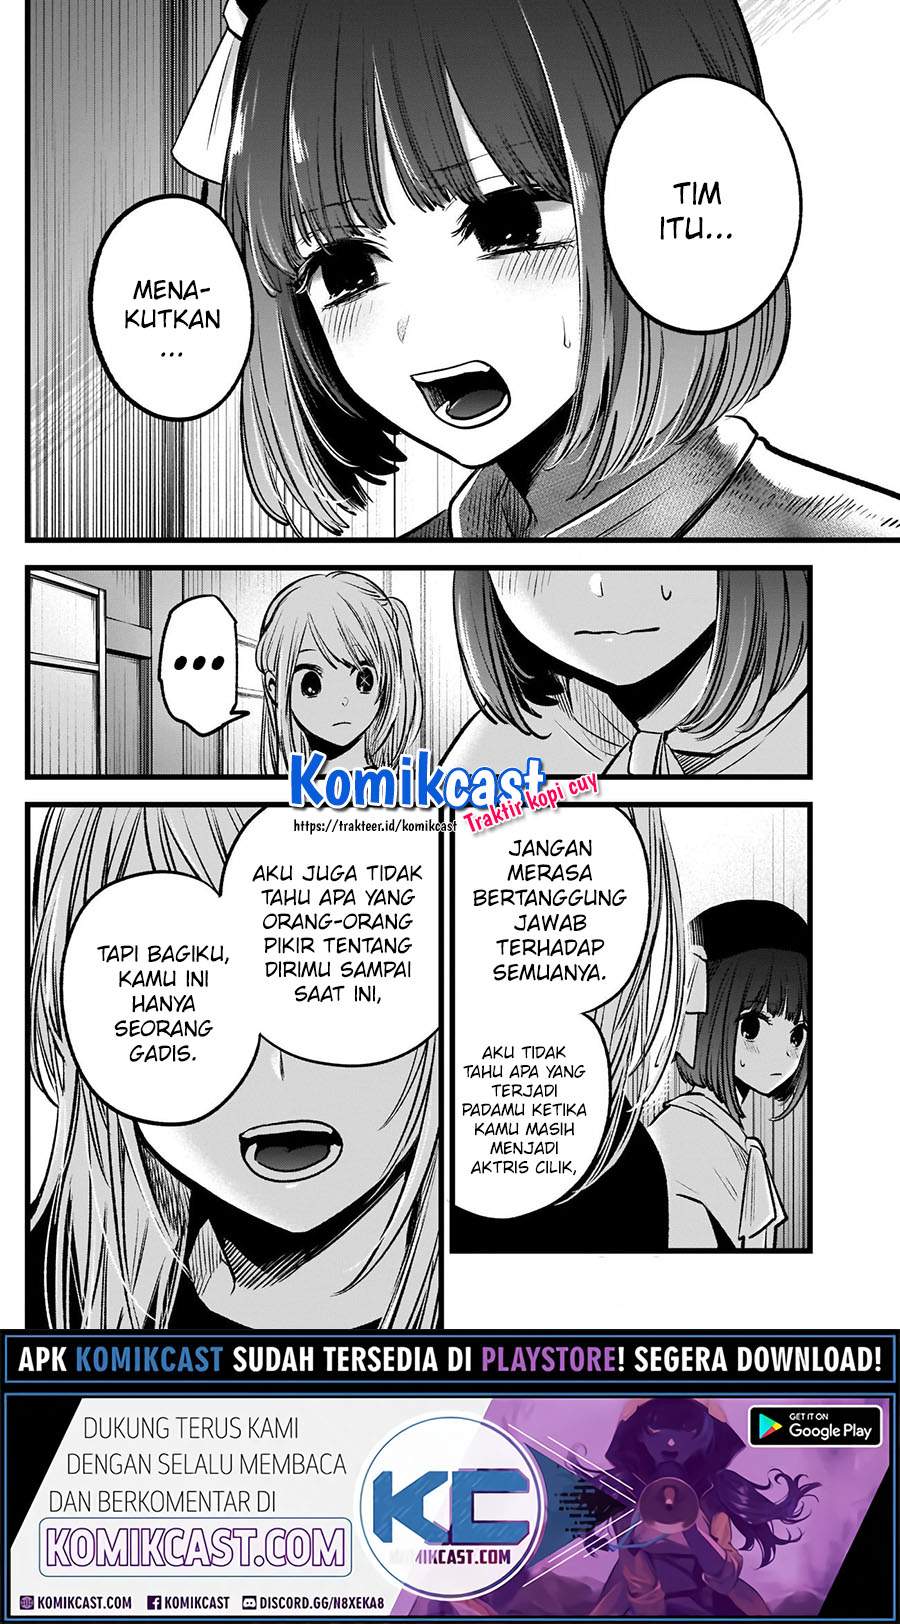 TIM
ITU...
MENA-
KUTKAN
...
...
Komikcast
https://trakteer.id/komikcast
Traktir kopi cuy
JANGAN
MERASA
BERTANGGUNG
JAWAB
TERHADAP
SEMUANYA.
AKU TIDAK
TAHU APA YANG
TERJADI
PADAMU KETIKA
KAMU MASIH
MENJADI
AKTRIS CILIK,
AKU JUGA TIDAK
TAHU APA YANG
ORANG-ORANG
PIKIR TENTANG
DIRIMU SAMPAI
SAAT INI,
TAPI BAGIKU,
KAMU INI
HANYA
SEORANG
GADIS.
APK KOMIKCAST SUDAH TERSEDIA DI PLAYSTORE! SEGERA DOWNLOAD!
DUKUNG TERUS KAMI
DENGAN SELALU MEMBACA
DAN BERKOMENTAR DI
KOMIKCAST.COM
KOMIKCAST.COM KOMIKCAST DISCORD.GG/N8XEKA8
KC
KOMIKCAST.COM
GET IT ON
Google Play